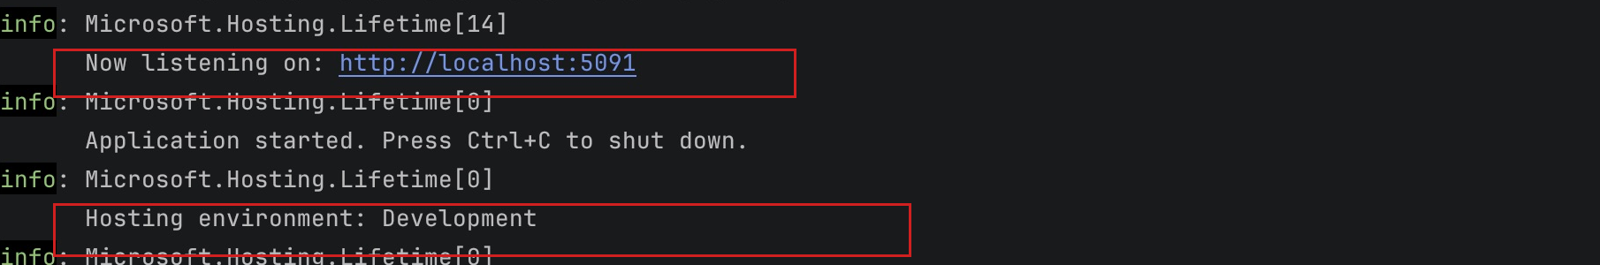 info: Microsoft.Hosting.Lifetime[14]
Now listening on: http://localhost:5091
info: Microsoft.Hosting.Lifetime[0]
Application started. Press Ctrl+C to shut down.
info: Microsoft.Hosting.Lifetime[0]
Hosting environment: Development
info: Microsoft.Hosting.Lifetime[0]